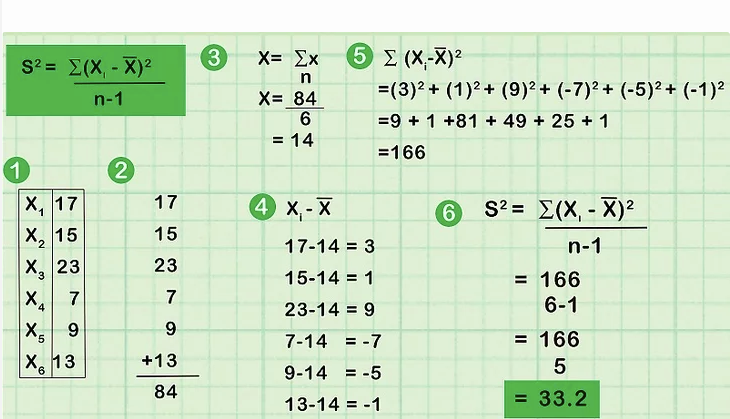 S² = ∑(Xᵢ - X̅)²
n-1
1
X₁ 17
X₂ 15
X₃ 23
X₄ 7
X₅ 9
X₆ 13
2
17
15
23
7
9
+13
84
3
X= ∑x
n
X= 84
6
= 14
4 Xᵢ - X̅
17-14 = 3
15-14 = 1
23-14 = 9
7-14 = -7
9-14 = -5
13-14 = -1
5 ∑ (Xᵢ-X̅)²
=(3)² + (1)² + (9)² + (-7)² + (-5)² + (-1)²
=9 + 1 +81 + 49 + 25 + 1
=166
6 S² = ∑(Xᵢ - X̅)²
n-1
= 166
6-1
= 166
5
= 33.2